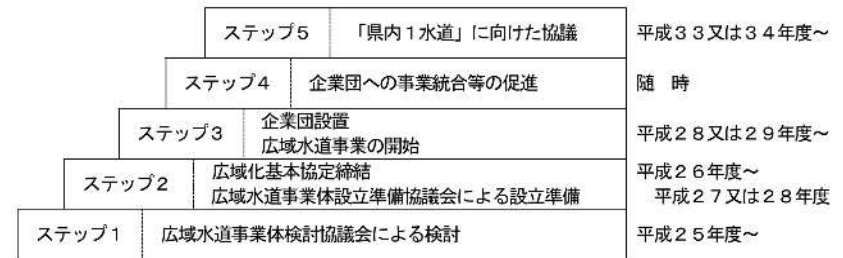 ステップ5 「県内1水道」に向けた協議 平成33又は34年度～
ステップ4 企業団への事業統合等の促進 随 時
ステップ3 企業団設置
広域水道事業の開始 平成28又は29年度～
ステップ2 広域化基本協定締結 平成26年度～
広域水道事業体設立準備協議会による設立準備 平成27又は28年度
ステップ1 広域水道事業体検討協議会による検討 平成25年度～